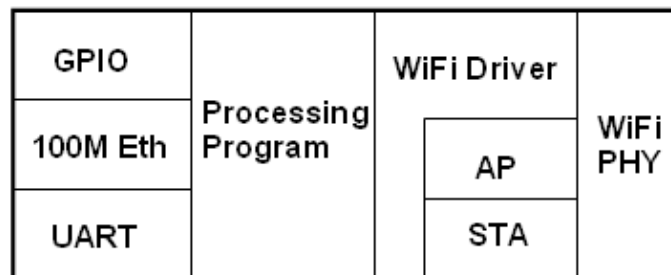 GPIO
100M Eth
UART
Processing
Program
WiFi Driver
AP
STA
WiFi
PHY